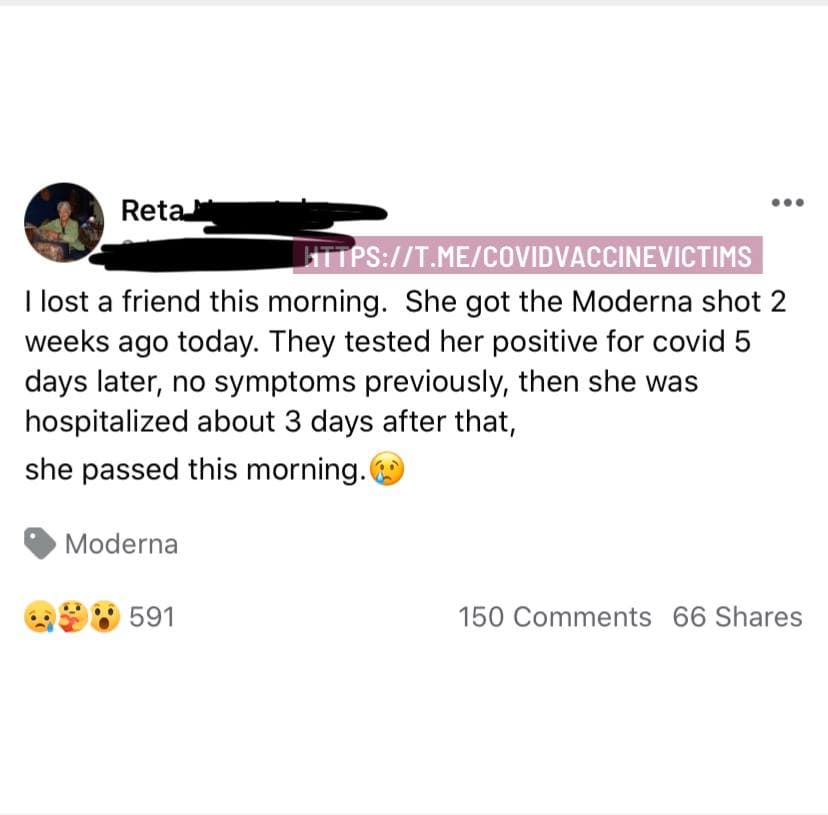 Reta
HTTPS://T.ME/COVIDVACCINEVICTIMS
I lost a friend this morning.  She got the Moderna shot 2
weeks ago today. They tested her positive for covid 5
days later, no symptoms previously, then she was
hospitalized about 3 days after that,
she passed this morning.😢
Moderna
591
150 Comments 66 Shares